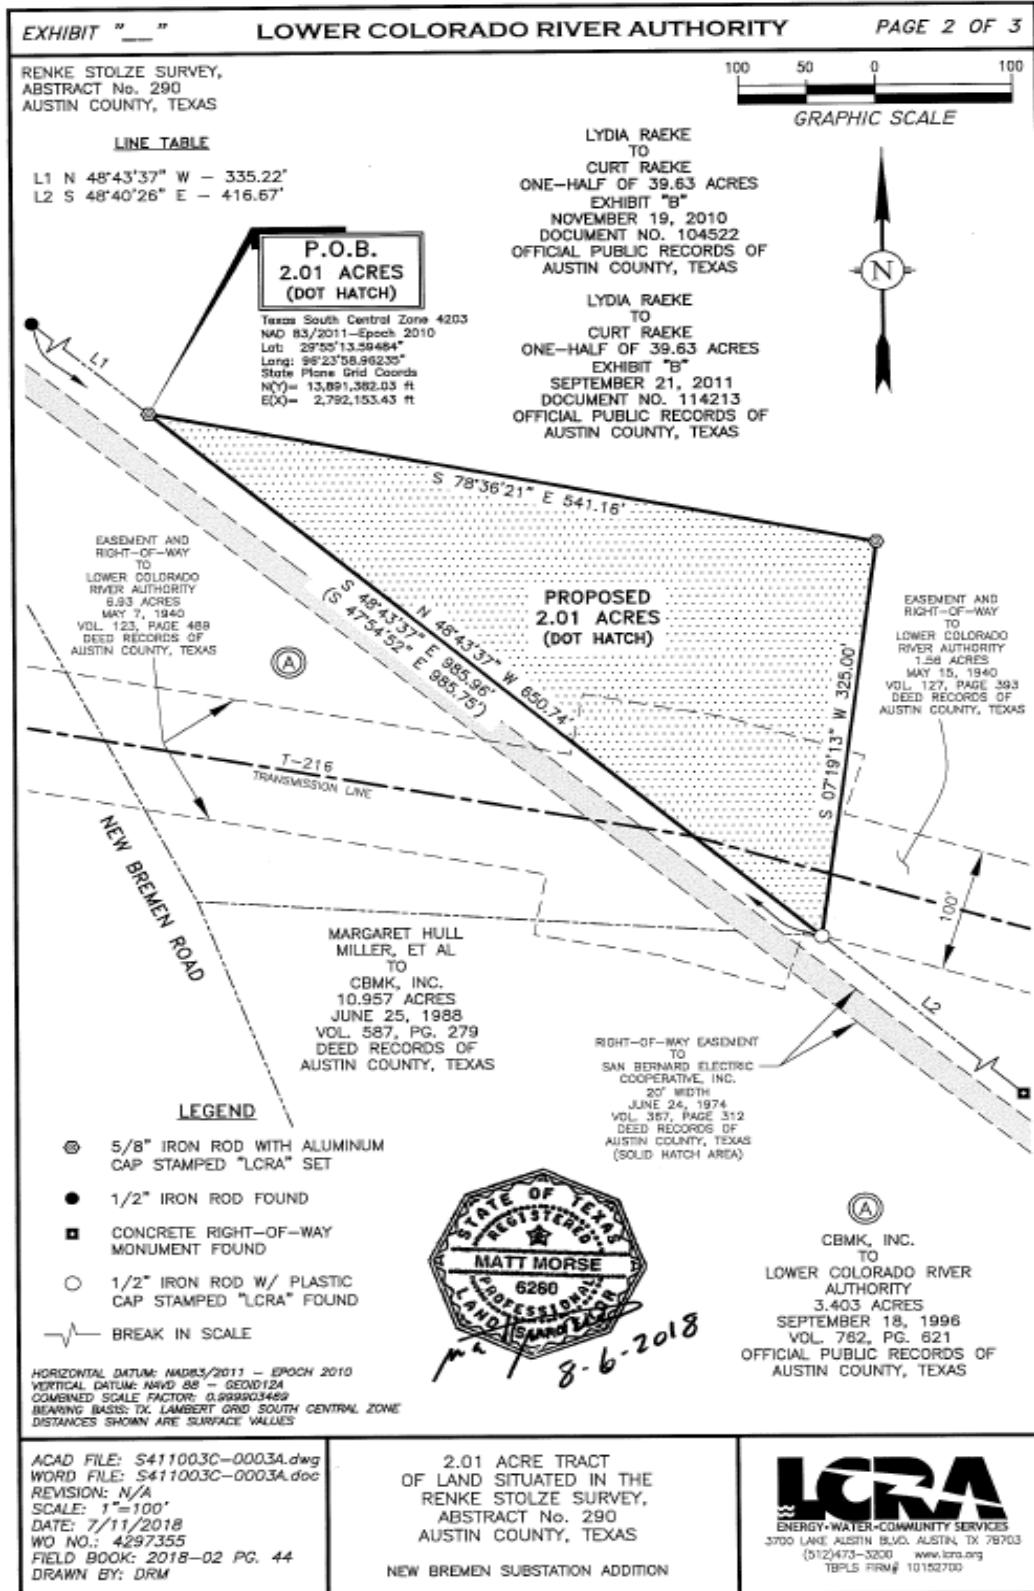 EXHIBIT "__"
LOWER COLORADO RIVER AUTHORITY
PAGE 2 OF 3
RENKE STOLZE SURVEY,
ABSTRACT No. 290
AUSTIN COUNTY, TEXAS
100 50 0 100
GRAPHIC SCALE
LINE TABLE
L1 N 48°43'37" W - 335.22'
L2 S 48°40'26" E - 416.67'
LYDIA RAEKE
TO
CURT RAEKE
ONE-HALF OF 39.63 ACRES
EXHIBIT "B"
NOVEMBER 19, 2010
DOCUMENT NO. 104522
OFFICIAL PUBLIC RECORDS OF
AUSTIN COUNTY, TEXAS
LYDIA RAEKE
TO
CURT RAEKE
ONE-HALF OF 39.63 ACRES
EXHIBIT "B"
SEPTEMBER 21, 2011
DOCUMENT NO. 114213
OFFICIAL PUBLIC RECORDS OF
AUSTIN COUNTY, TEXAS
N
P.O.B.
2.01 ACRES
(DOT HATCH)
Texas South Central Zone 4203
NAD 83/2011-Epoch 2010
Lat: 29°55'13.59484"
Long: 96°23'58.96235"
State Plane Grid Coords
N(Y)= 13,891,382.03 ft
E(X)= 2,792,153.43 ft
L1
S 78°36'21" E 541.16'
PROPOSED
2.01 ACRES
(DOT HATCH)
S 07°19'13" W 325.00'
N 48°43'37" W 650.74'
S 48°43'37" E 985.96'
(S 47°54'52" E 985.75')
EASEMENT AND
RIGHT-OF-WAY
TO
LOWER COLORADO
RIVER AUTHORITY
6.93 ACRES
MAY 7, 1940
VOL. 123, PAGE 489
DEED RECORDS OF
AUSTIN COUNTY, TEXAS
A
EASEMENT AND
RIGHT-OF-WAY
TO
LOWER COLORADO
RIVER AUTHORITY
1.56 ACRES
MAY 15, 1940
VOL. 127, PAGE 393
DEED RECORDS OF
AUSTIN COUNTY, TEXAS
T-216
TRANSMISSION LINE
NEW BREMEN ROAD
100'
L2
MARGARET HULL
MILLER, ET AL
TO
CBMK, INC.
10.957 ACRES
JUNE 25, 1988
VOL. 587, PG. 279
DEED RECORDS OF
AUSTIN COUNTY, TEXAS
RIGHT-OF-WAY EASEMENT
TO
SAN BERNARD ELECTRIC
COOPERATIVE, INC.
20' WIDTH
JUNE 24, 1974
VOL. 367, PAGE 312
DEED RECORDS OF
AUSTIN COUNTY, TEXAS
(SOLID HATCH AREA)
LEGEND
5/8" IRON ROD WITH ALUMINUM
CAP STAMPED "LCRA" SET
1/2" IRON ROD FOUND
CONCRETE RIGHT-OF-WAY
MONUMENT FOUND
1/2" IRON ROD W/ PLASTIC
CAP STAMPED "LCRA" FOUND
BREAK IN SCALE
STATE OF TEXAS
REGISTERED
MATT MORSE
6260
PROFESSIONAL
LAND SURVEYOR
8-6-2018
A
CBMK, INC.
TO
LOWER COLORADO RIVER
AUTHORITY
3.403 ACRES
SEPTEMBER 18, 1996
VOL. 762, PG. 621
OFFICIAL PUBLIC RECORDS OF
AUSTIN COUNTY, TEXAS
HORIZONTAL DATUM: NAD83/2011 - EPOCH 2010
VERTICAL DATUM: NAVD 88 - GEOID12A
COMBINED SCALE FACTOR: 0.999903489
BEARING BASIS: TX. LAMBERT GRID SOUTH CENTRAL ZONE
DISTANCES SHOWN ARE SURFACE VALUES
ACAD FILE: S411003C-0003A.dwg
WORD FILE: S411003C-0003A.doc
REVISION: N/A
SCALE: 1"=100'
DATE: 7/11/2018
WO NO.: 4297355
FIELD BOOK: 2018-02 PG. 44
DRAWN BY: DRM
2.01 ACRE TRACT
OF LAND SITUATED IN THE
RENKE STOLZE SURVEY,
ABSTRACT No. 290
AUSTIN COUNTY, TEXAS
NEW BREMEN SUBSTATION ADDITION
LCRA
ENERGY•WATER•COMMUNITY SERVICES
3700 LAKE AUSTIN BLVD. AUSTIN, TX 78703
(512)473-3200 www.lcra.org
TBPLS FIRM# 10152700